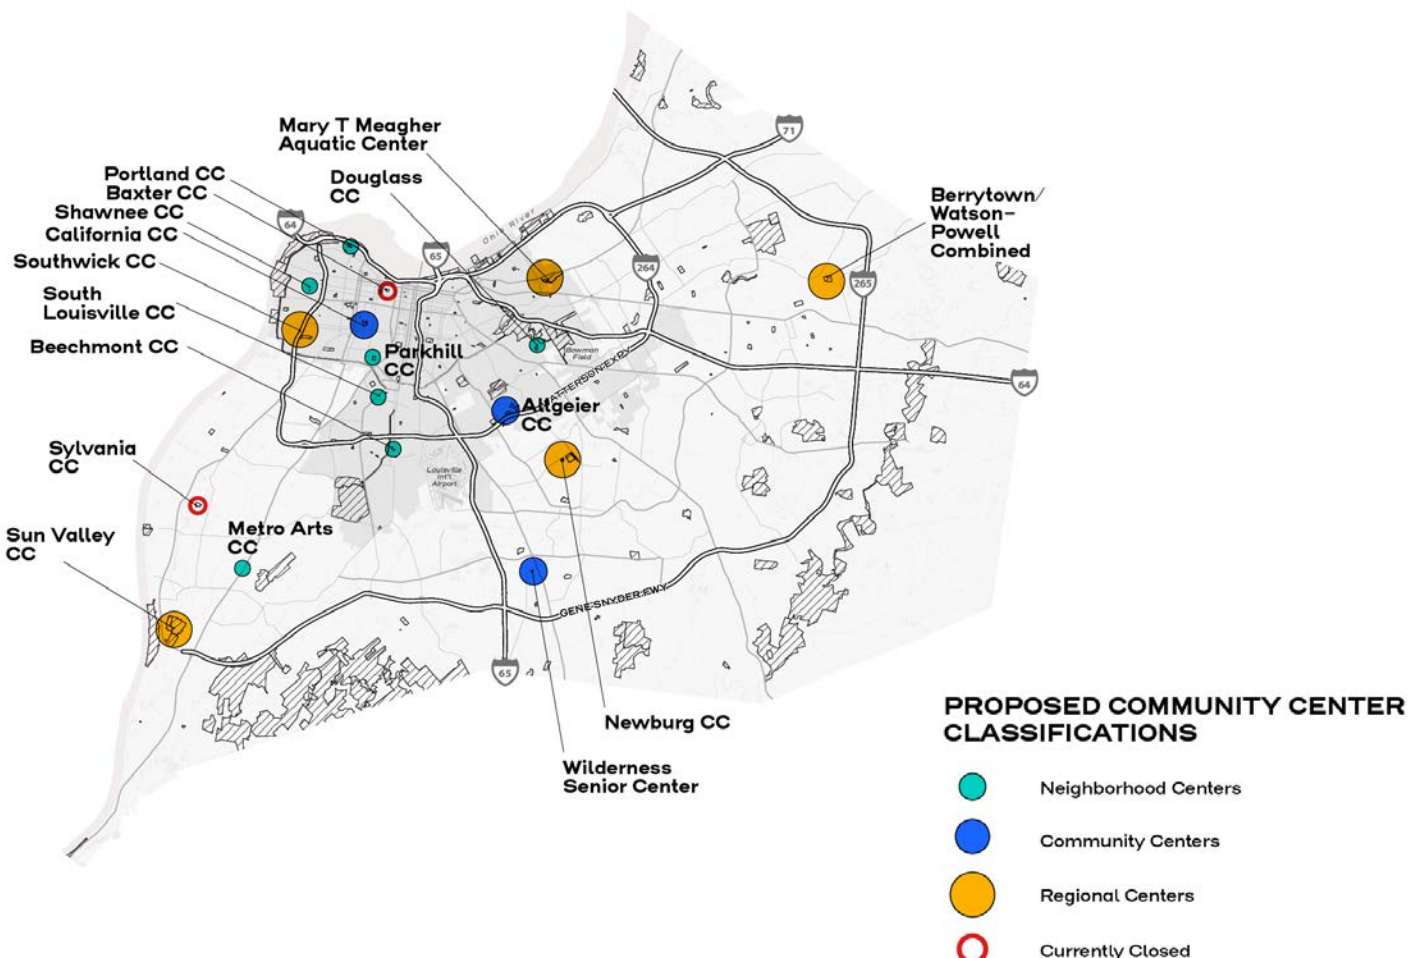 Mary T Meagher
Aquatic Center
Portland CC
Baxter CC
Shawnee CC
California CC
Southwick CC
South
Louisville CC
Beechmont CC
Douglass
CC
Berrytown/
Watson-
Powell
Combined
71
64
65
Ohio River
264
265
Parkhill
CC
Bowman
Field
PATTERSON EXPY
64
Altgeier
CC
Sylvania
CC
Louisville
Int'l
Airport
Sun Valley
CC
Metro Arts
CC
GENE SNYDER FWY
65
Newburg CC
Wilderness
Senior Center
PROPOSED COMMUNITY CENTER
CLASSIFICATIONS
Neighborhood Centers
Community Centers
Regional Centers
Currently Closed